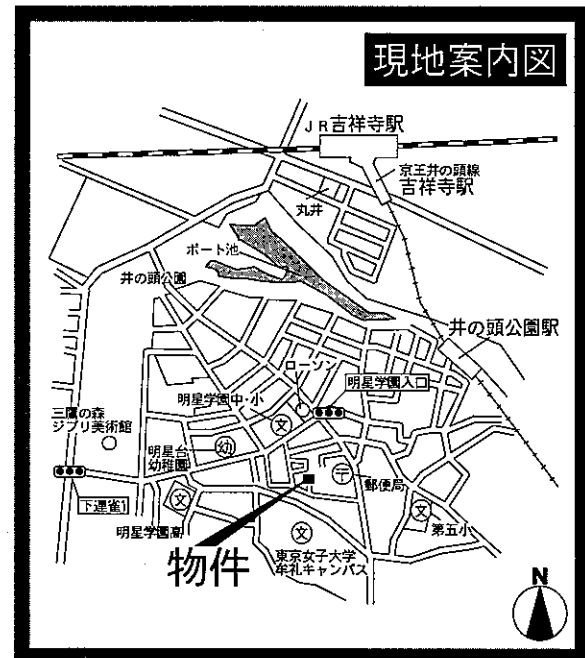 現地案内図
JR吉祥寺駅
京王井の頭線
吉祥寺駅
丸井
ボート池
井の頭公園
井の頭公園駅
ローソン
明星学園入口
明星学園中・小
文
三鷹の森
ジブリ美術館
明星台
幼稚園
幼
〒
郵便局
下連雀1
文
明星学園高
文
第五小
物件
文
東京女子大学
牟礼キャンパス
N